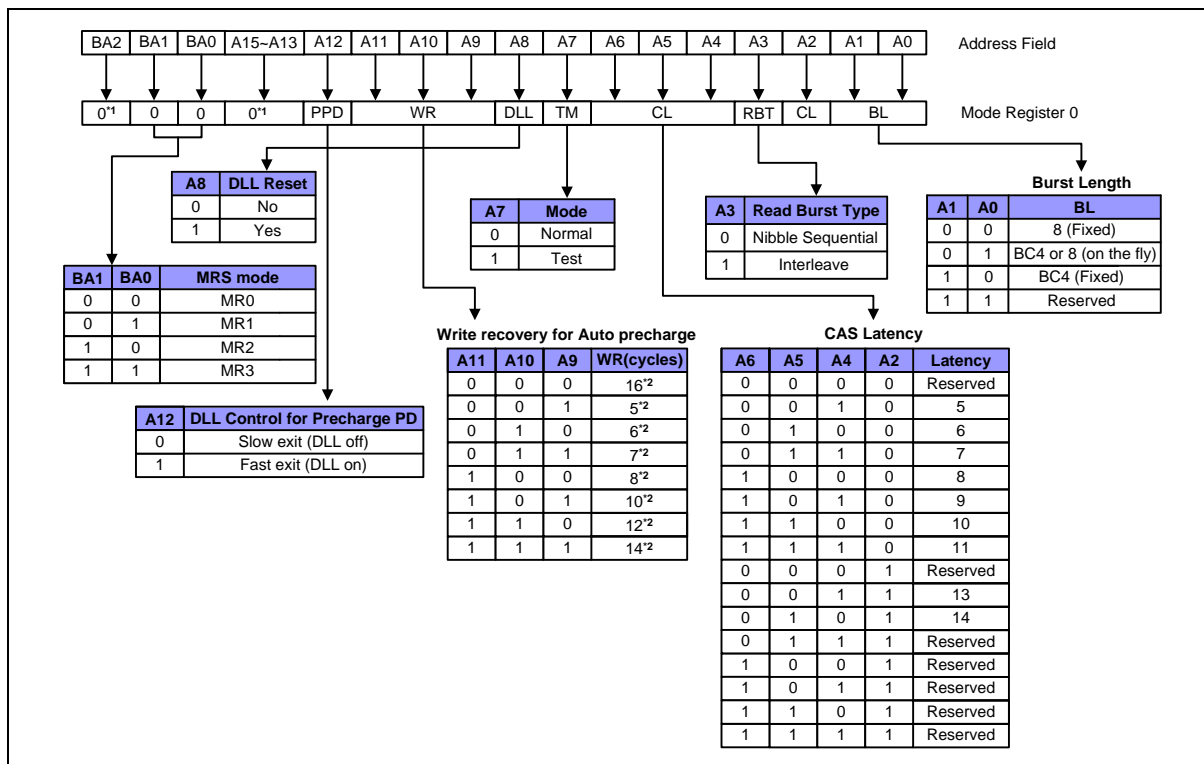 BA2 BA1 BA0 A15~A13 A12 A11 A10 A9 A8 A7 A6 A5 A4 A3 A2 A1 A0 Address Field
0*1 0 0 0*1 PPD WR DLL TM CL RBT CL BL Mode Register 0
A8 DLL Reset
0 No
1 Yes
A7 Mode
0 Normal
1 Test
A3 Read Burst Type
0 Nibble Sequential
1 Interleave
Burst Length
A1 A0 BL
0 0 8 (Fixed)
0 1 BC4 or 8 (on the fly)
1 0 BC4 (Fixed)
1 1 Reserved
BA1 BA0 MRS mode
0 0 MR0
0 1 MR1
1 0 MR2
1 1 MR3
A12 DLL Control for Precharge PD
0 Slow exit (DLL off)
1 Fast exit (DLL on)
Write recovery for Auto precharge
A11 A10 A9 WR(cycles)
0 0 0 16*2
0 0 1 5*2
0 1 0 6*2
0 1 1 7*2
1 0 0 8*2
1 0 1 10*2
1 1 0 12*2
1 1 1 14*2
CAS Latency
A6 A5 A4 A2 Latency
0 0 0 0 Reserved
0 0 1 0 5
0 1 0 0 6
0 1 1 0 7
1 0 0 0 8
1 0 1 0 9
1 1 0 0 10
1 1 1 0 11
0 0 0 1 Reserved
0 0 1 1 13
0 1 0 1 14
0 1 1 1 Reserved
1 0 0 1 Reserved
1 0 1 1 Reserved
1 1 0 1 Reserved
1 1 1 1 Reserved